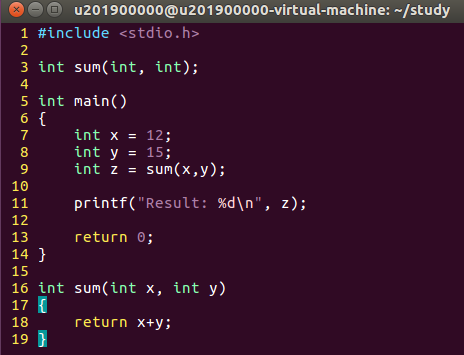 u201900000@u201900000-virtual-machine: ~/study
1 #include <stdio.h>
2
3 int sum(int, int);
4
5 int main()
6 {
7     int x = 12;
8     int y = 15;
9     int z = sum(x,y);
10
11     printf("Result: %d\n", z);
12
13     return 0;
14 }
15
16 int sum(int x, int y)
17 {
18     return x+y;
19 }